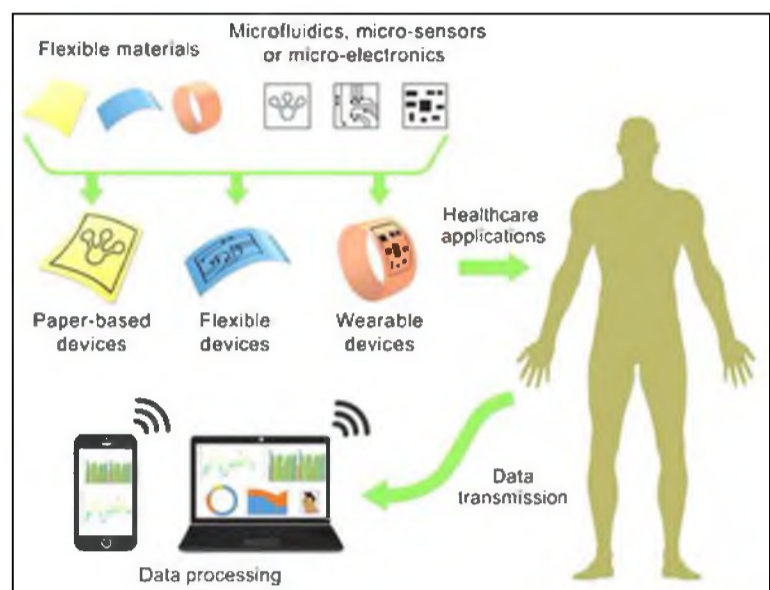 Flexible materials
Microfluidics, micro-sensors
or micro-electronics
Healthcare
applications
Paper-based
devices
Flexible
devices
Wearable
devices
Data
transmission
Data processing